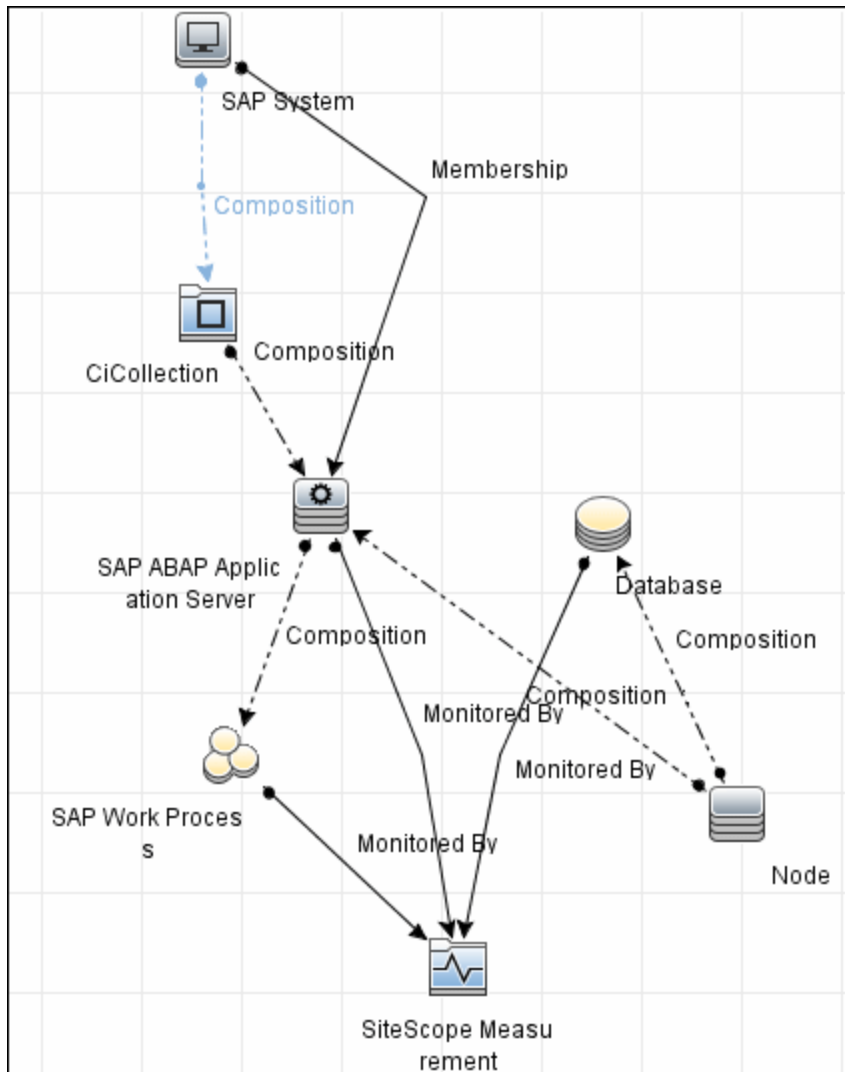 SAP System
Membership
Composition
Composition
CiCollection
SAP ABAP Applic
ation Server
Database
Composition
Composition
Composition
Monitored By
Monitored By
SAP Work Proces
s
Monitored By
Node
SiteScope Measu
rement